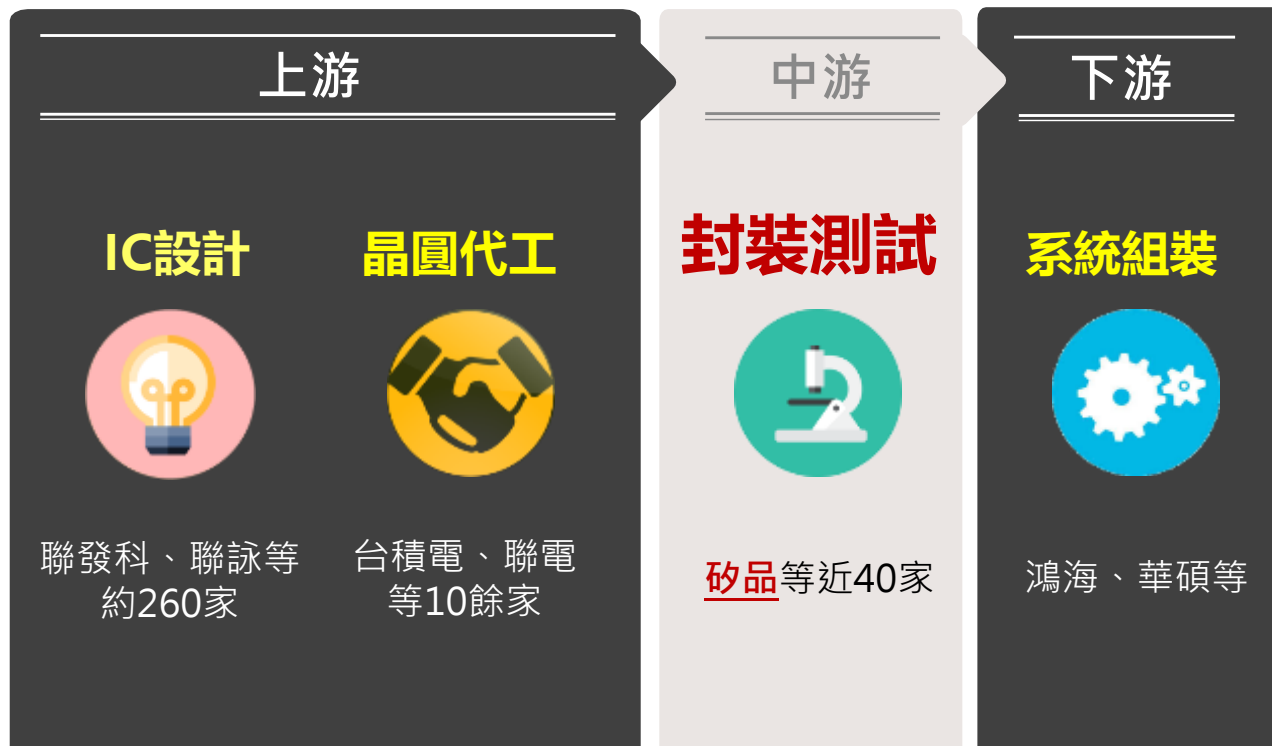 上游
IC設計
晶圓代工
聯發科、聯詠等
約260家
台積電、聯電
等10餘家
中游
封裝測試
矽品等近40家
下游
系統組裝
鴻海、華碩等